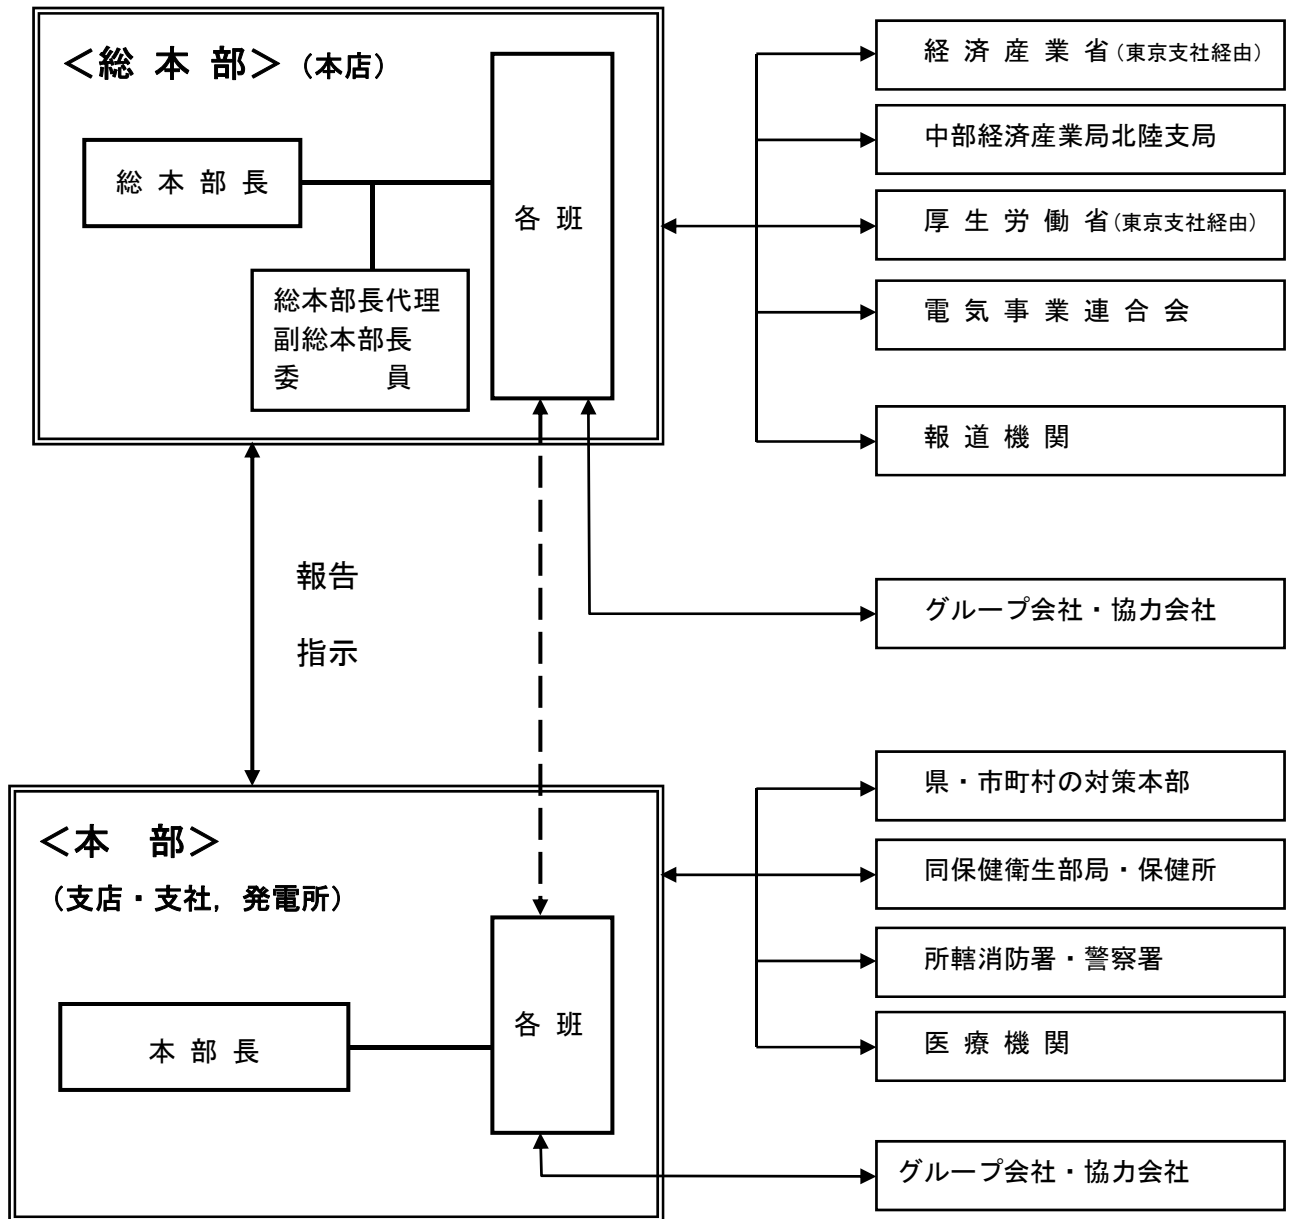 ＜総 本 部＞（本店）
総 本 部 長
総本部長代理
副総本部長
委 員
各 班
経 済 産 業 省（東京支社経由）
中部経済産業局北陸支局
厚 生 労 働 省（東京支社経由）
電 気 事 業 連 合 会
報 道 機 関
報告
指示
グループ会社・協力会社
＜本 部＞
（支店・支社，発電所）
本 部 長
各 班
県・市町村の対策本部
同保健衛生部局・保健所
所轄消防署・警察署
医 療 機 関
グループ会社・協力会社